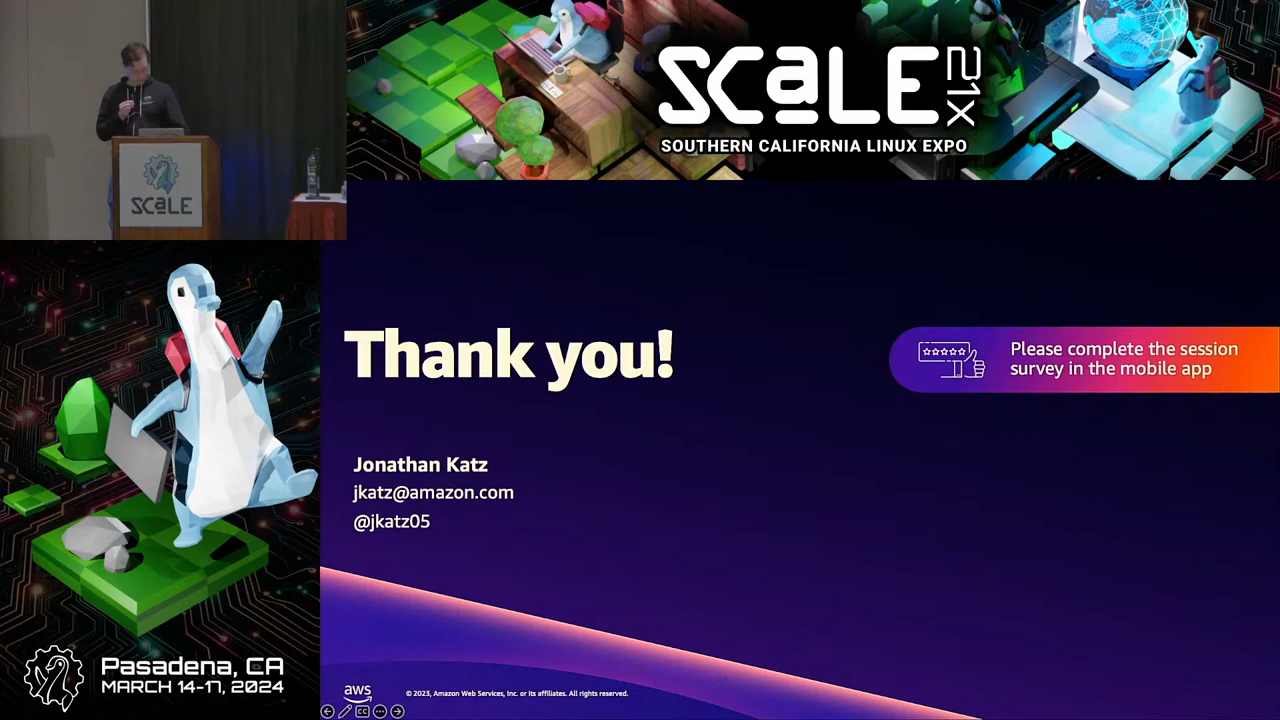 SCaLE
SCaLE 21x
SOUTHERN CALIFORNIA LINUX EXPO
Thank you!
Please complete the session
survey in the mobile app
Jonathan Katz
jkatz@amazon.com
@jkatz05
Pasadena, CA
MARCH 14-17, 2024
aws
© 2023, Amazon Web Services, Inc. or its affiliates. All rights reserved.
CC